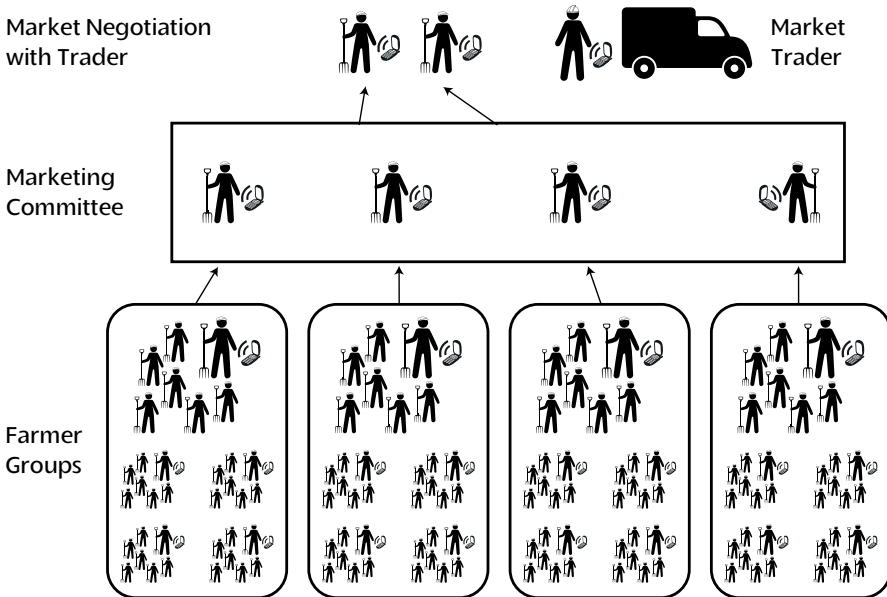 Market Negotiation
with Trader
Market
Trader
Marketing
Committee
Farmer
Groups